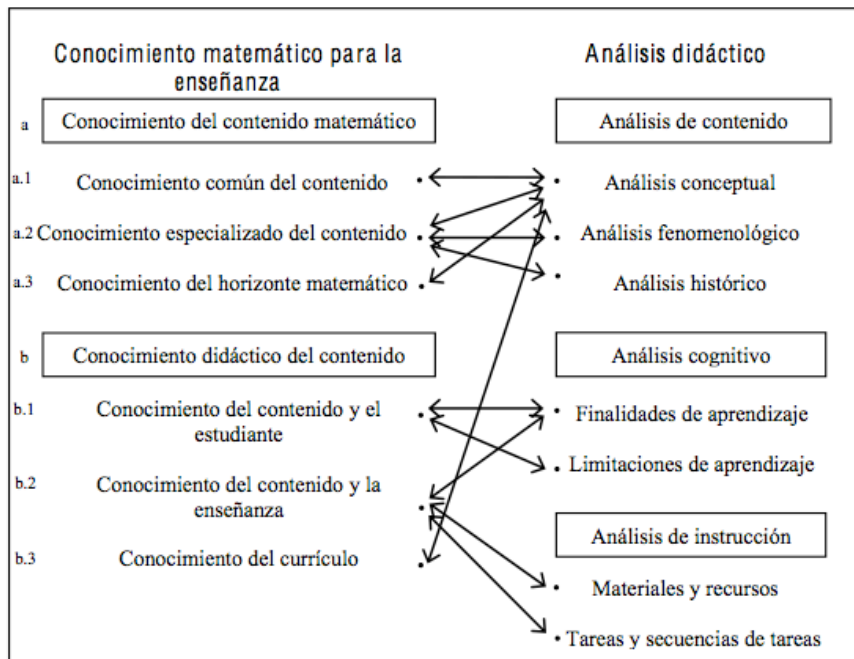 Conocimiento matemático para la
enseñanza
Análisis didáctico
a Conocimiento del contenido matemático
Análisis de contenido
a.1 Conocimiento común del contenido
Análisis conceptual
a.2 Conocimiento especializado del contenido
Análisis fenomenológico
a.3 Conocimiento del horizonte matemático
Análisis histórico
b Conocimiento didáctico del contenido
Análisis cognitivo
b.1 Conocimiento del contenido y el
estudiante
Finalidades de aprendizaje
Limitaciones de aprendizaje
b.2 Conocimiento del contenido y la
enseñanza
Análisis de instrucción
b.3 Conocimiento del currículo
Materiales y recursos
Tareas y secuencias de tareas